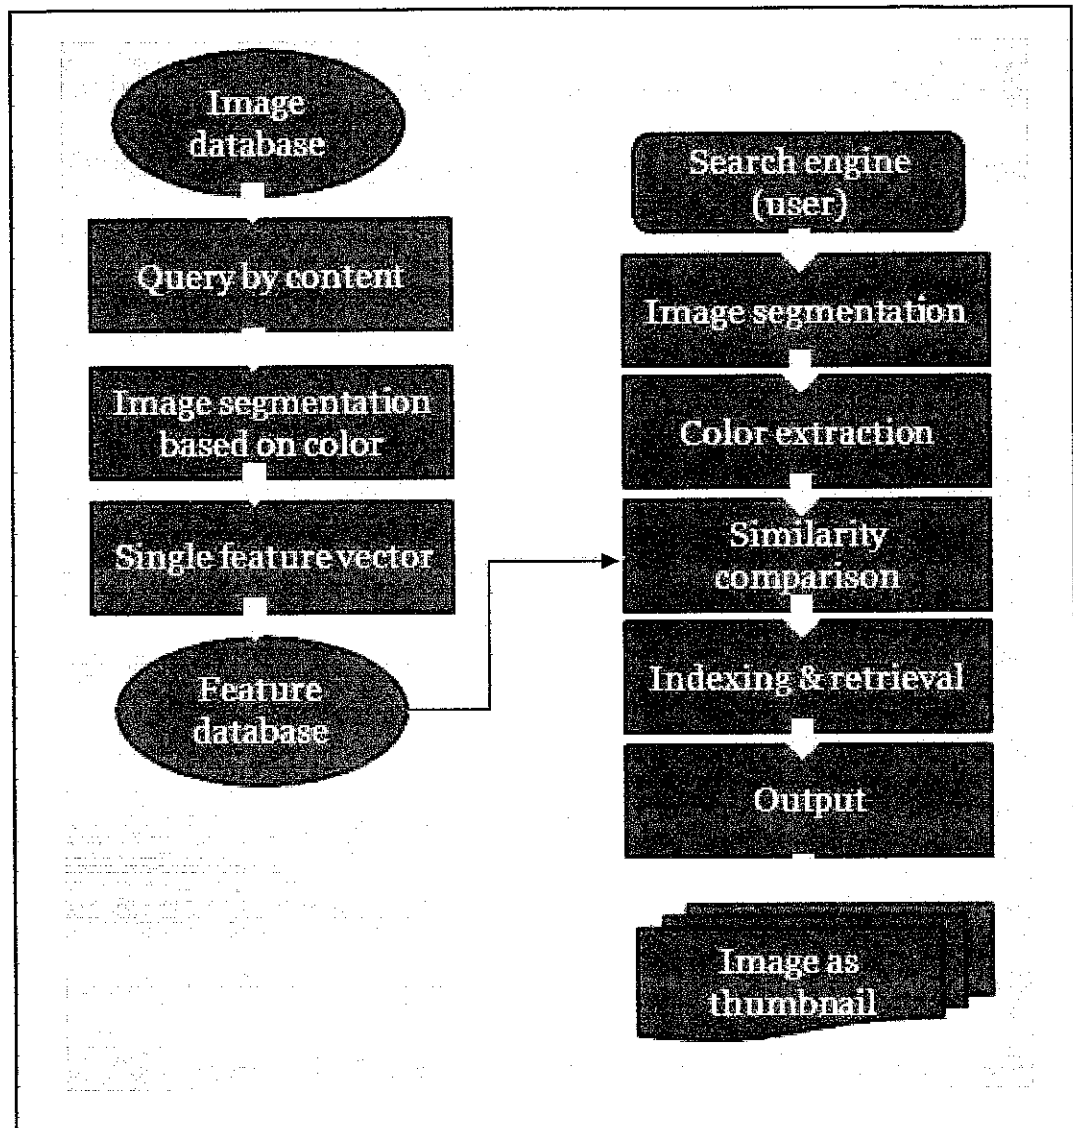 Image
database
Query by content
Image segmentation
based on color
Single feature vector
Feature
database
Search engine
(user)
Image segmentation
Color extraction
Similarity
comparison
Indexing & retrieval
Output
Image as
thumbnail